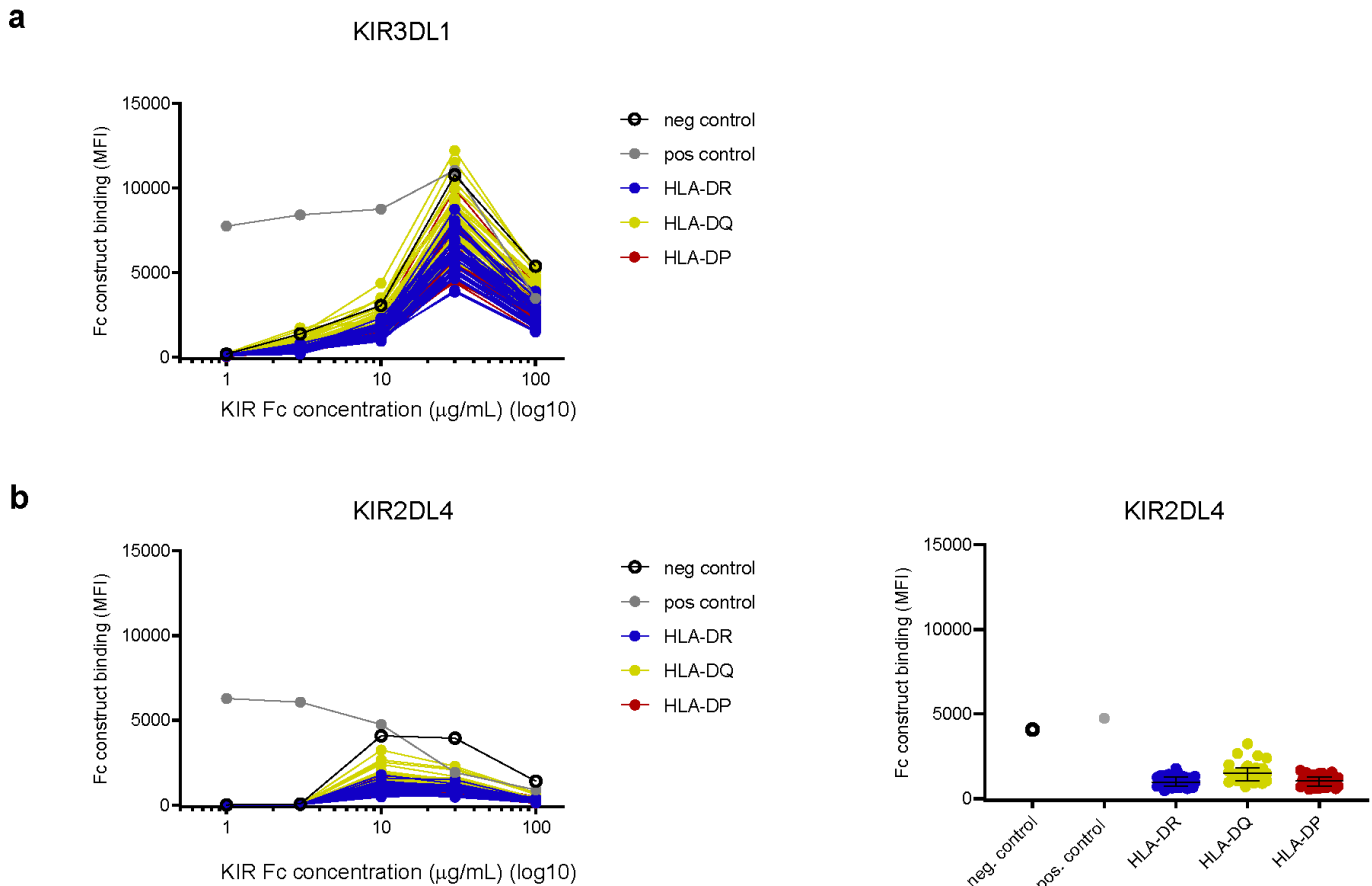 a
KIR3DL1
Fc construct binding (MFI)
15000
10000
5000
0
1
10
100
KIR Fc concentration (μg/mL) (log10)
neg control
pos control
HLA-DR
HLA-DQ
HLA-DP
b
KIR2DL4
Fc construct binding (MFI)
15000
10000
5000
0
1
10
100
KIR Fc concentration (μg/mL) (log10)
neg control
pos control
HLA-DR
HLA-DQ
HLA-DP
KIR2DL4
Fc construct binding (MFI)
15000
10000
5000
0
neg. control
pos. control
HLA-DR
HLA-DQ
HLA-DP